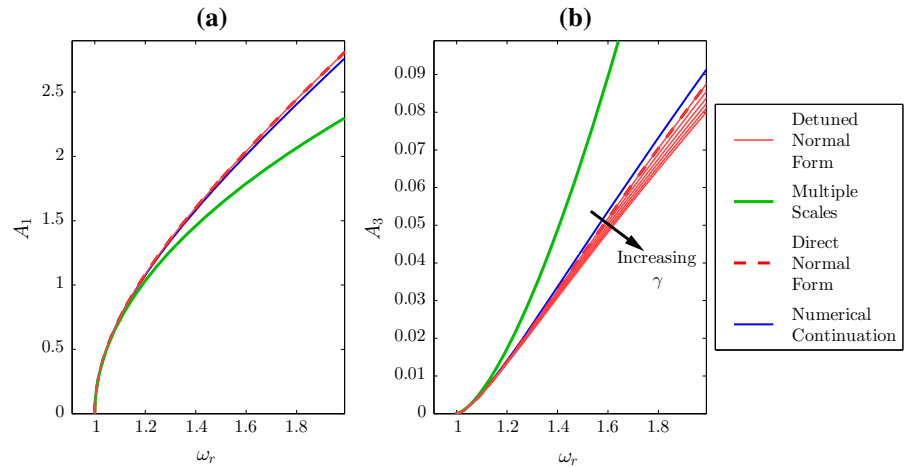 (a)
2.5
2
1.5
1
0.5
0
A₁
1
1.2
1.4
1.6
1.8
ωᵣ
(b)
0.09
0.08
0.07
0.06
0.05
0.04
0.03
0.02
0.01
0
A₃
1
1.2
1.4
1.6
1.8
ωᵣ
Increasing
γ
Detuned
Normal
Form
Multiple
Scales
Direct
Normal
Form
Numerical
Continuation